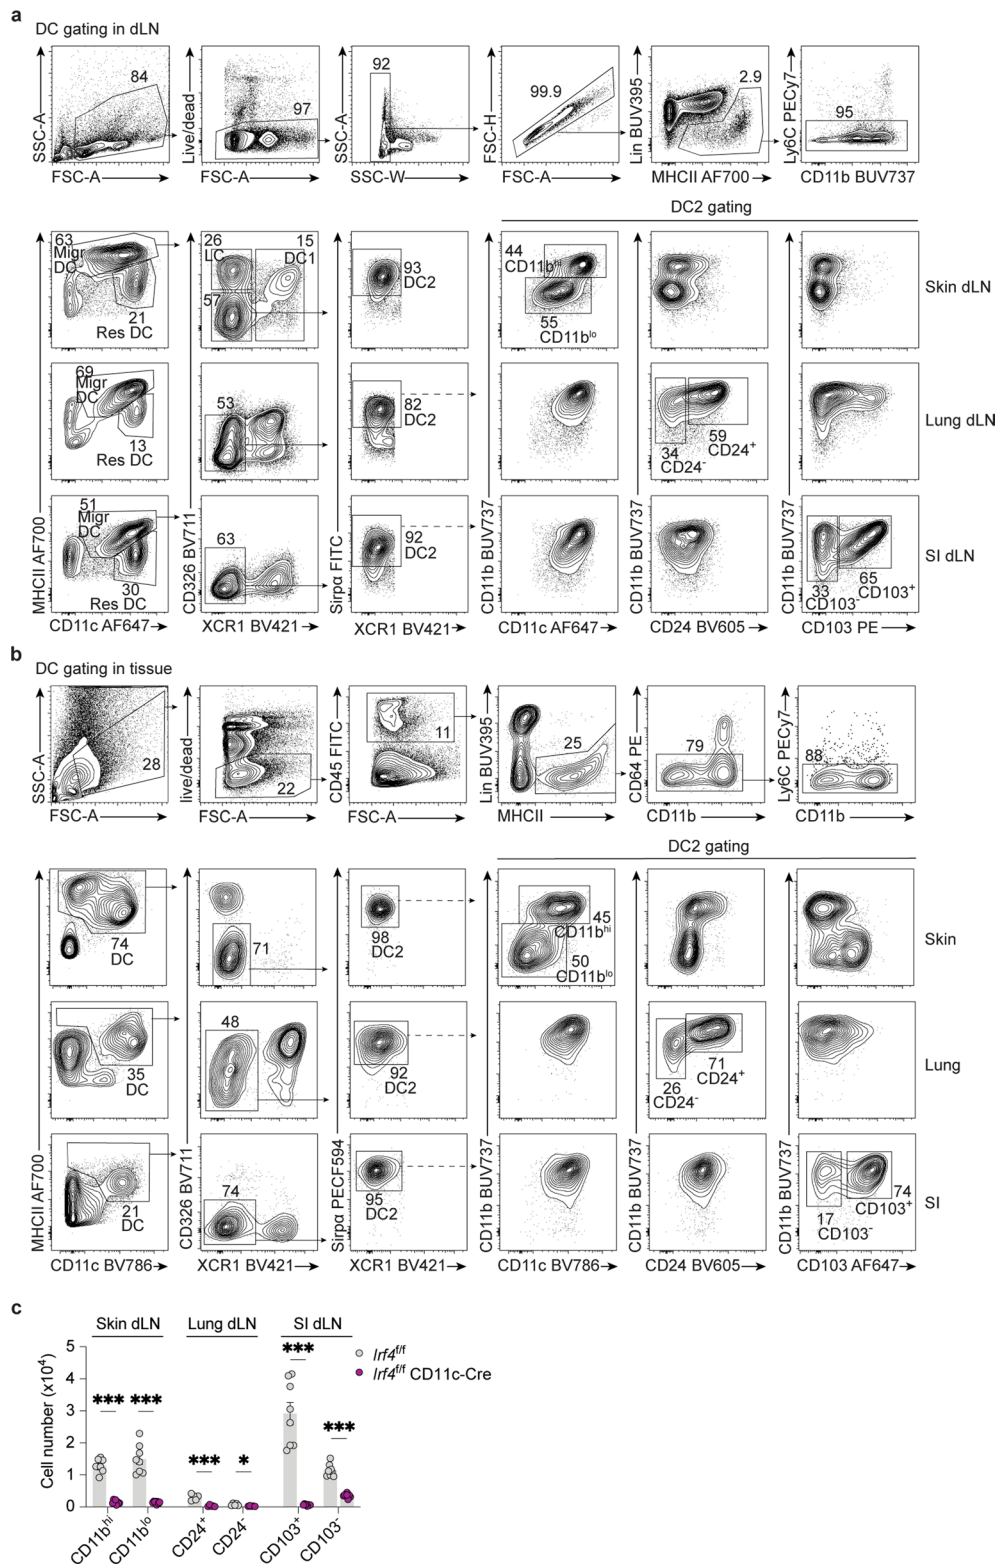 a
DC gating in dLN
84
97
92
99.9
2.9
95
SSC-A
Live/dead
SSC-A
FSC-H
Lin BUV395
Ly6C PECy7
FSC-A
FSC-A
SSC-W
FSC-A
MHCII AF700
CD11b BUV737
DC2 gating
63
Migr
DC
21
Res DC
26
LC
15
DC1
57
93
DC2
44
CD11bʰⁱ
55
CD11bˡᵒ
Skin dLN
69
Migr
DC
13
Res DC
53
82
DC2
34
CD24⁻
59
CD24⁺
Lung dLN
51
Migr
DC
30
Res DC
63
92
DC2
33
CD103⁻
65
CD103⁺
SI dLN
MHCII AF700
CD326 BV711
Sirpα FITC
CD11b BUV737
CD11b BUV737
CD11b BUV737
CD11c AF647
XCR1 BV421
XCR1 BV421
CD11c AF647
CD24 BV605
CD103 PE
b
DC gating in tissue
28
22
11
25
79
88
SSC-A
live/dead
CD45 FITC
Lin BUV395
CD64 PE
Ly6C PECy7
FSC-A
FSC-A
FSC-A
MHCII
CD11b
CD11b
DC2 gating
74
DC
71
98
DC2
45
CD11bʰⁱ
50
CD11bˡᵒ
Skin
35
DC
48
92
DC2
26
CD24⁻
71
CD24⁺
Lung
21
DC
74
95
DC2
17
CD103⁻
74
CD103⁺
SI
MHCII AF700
CD326 BV711
Sirpα PECF594
CD11b BUV737
CD11b BUV737
CD11b BUV737
CD11c BV786
XCR1 BV421
XCR1 BV421
CD11c BV786
CD24 BV605
CD103 AF647
c
Skin dLN
Lung dLN
SI dLN
Irf4ᶠ/ᶠ
Irf4ᶠ/ᶠ CD11c-Cre
Cell number (x10⁴)
5
4
3
2
1
0
*** *** *** * *** ***
CD11bʰⁱ
CD11bˡᵒ
CD24⁺
CD24⁻
CD103⁺
CD103⁻